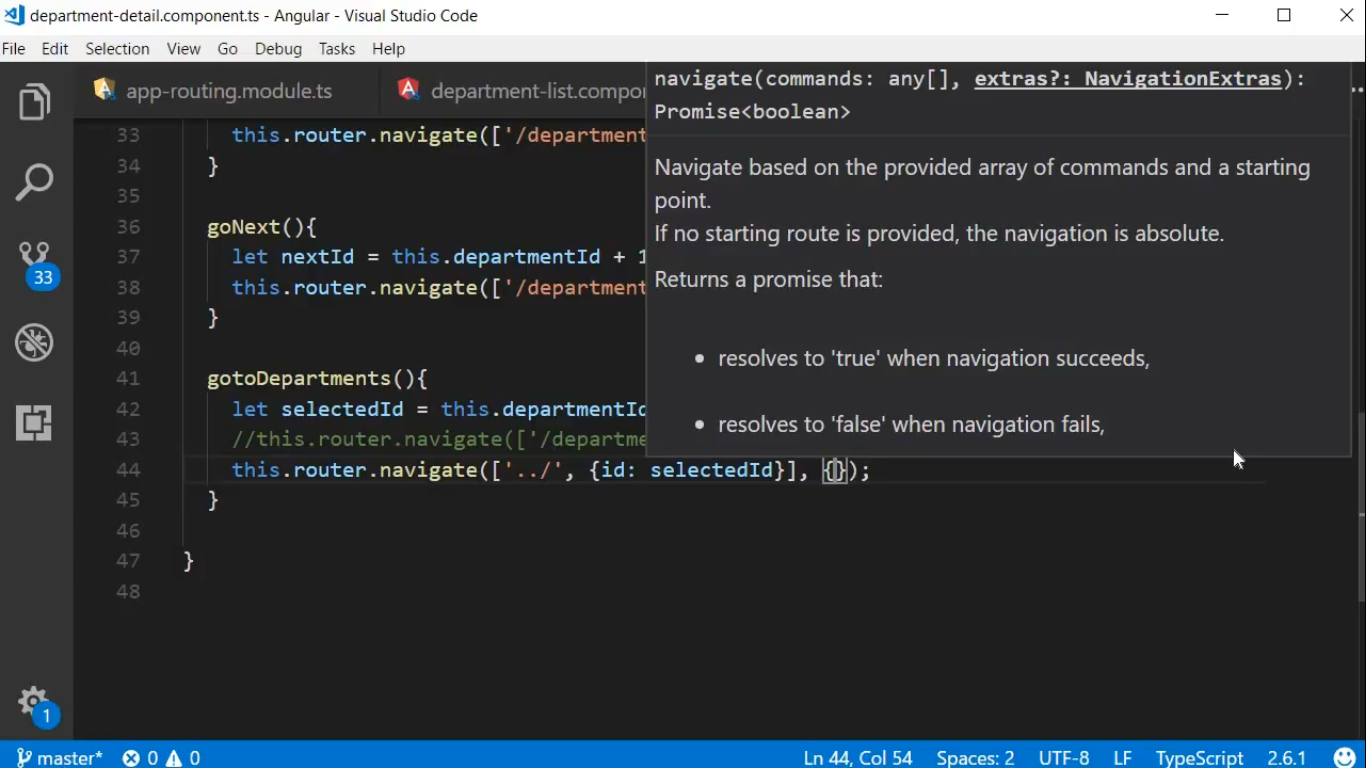 department-detail.component.ts - Angular - Visual Studio Code
File Edit Selection View Go Debug Tasks Help
app-routing.module.ts department-list.compo
navigate(commands: any[], extras?: NavigationExtras):
Promise<boolean>
Navigate based on the provided array of commands and a starting
point.
If no starting route is provided, the navigation is absolute.
Returns a promise that:
• resolves to 'true' when navigation succeeds,
• resolves to 'false' when navigation fails,
33 this.router.navigate(['/department
34 }
35
36 goNext(){
37 let nextId = this.departmentId + 1
38 this.router.navigate(['/department
39 }
40
41 gotoDepartments(){
42 let selectedId = this.departmentId
43 //this.router.navigate(['/departme
44 this.router.navigate(['../', {id: selectedId}], {});
45 }
46
47 }
48
33
1
master* 0 0 Ln 44, Col 54 Spaces: 2 UTF-8 LF TypeScript 2.6.1